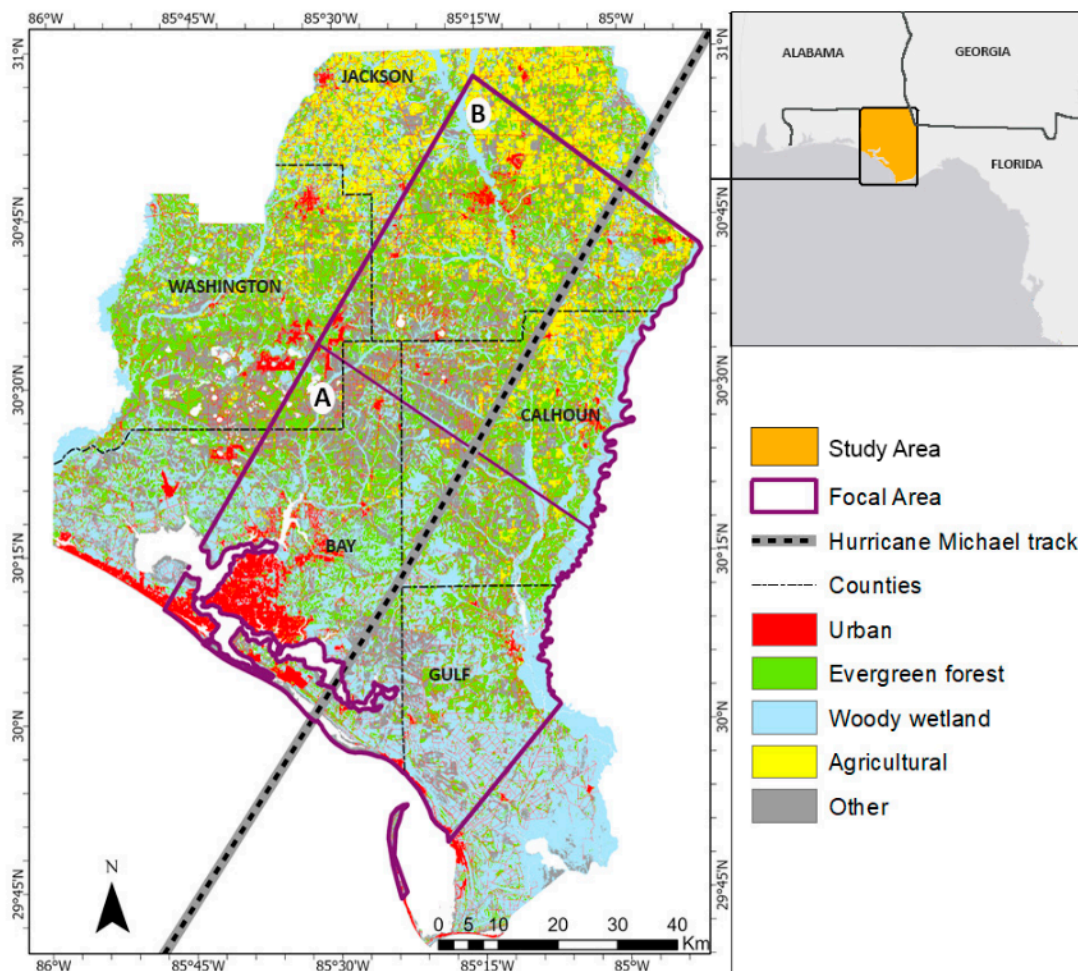 86°W
85°45'W
85°30'W
85°15'W
85°W
31°N
30°45'N
30°30'N
30°15'N
30°N
29°45'N
JACKSON
B
WASHINGTON
A
CALHOUN
BAY
GULF
N
0 5 10 20 30 40
Km
31°N
30°45'N
30°30'N
30°15'N
30°N
29°45'N
86°W
85°45'W
85°30'W
85°15'W
85°W
ALABAMA
GEORGIA
FLORIDA
Study Area
Focal Area
Hurricane Michael track
Counties
Urban
Evergreen forest
Woody wetland
Agricultural
Other